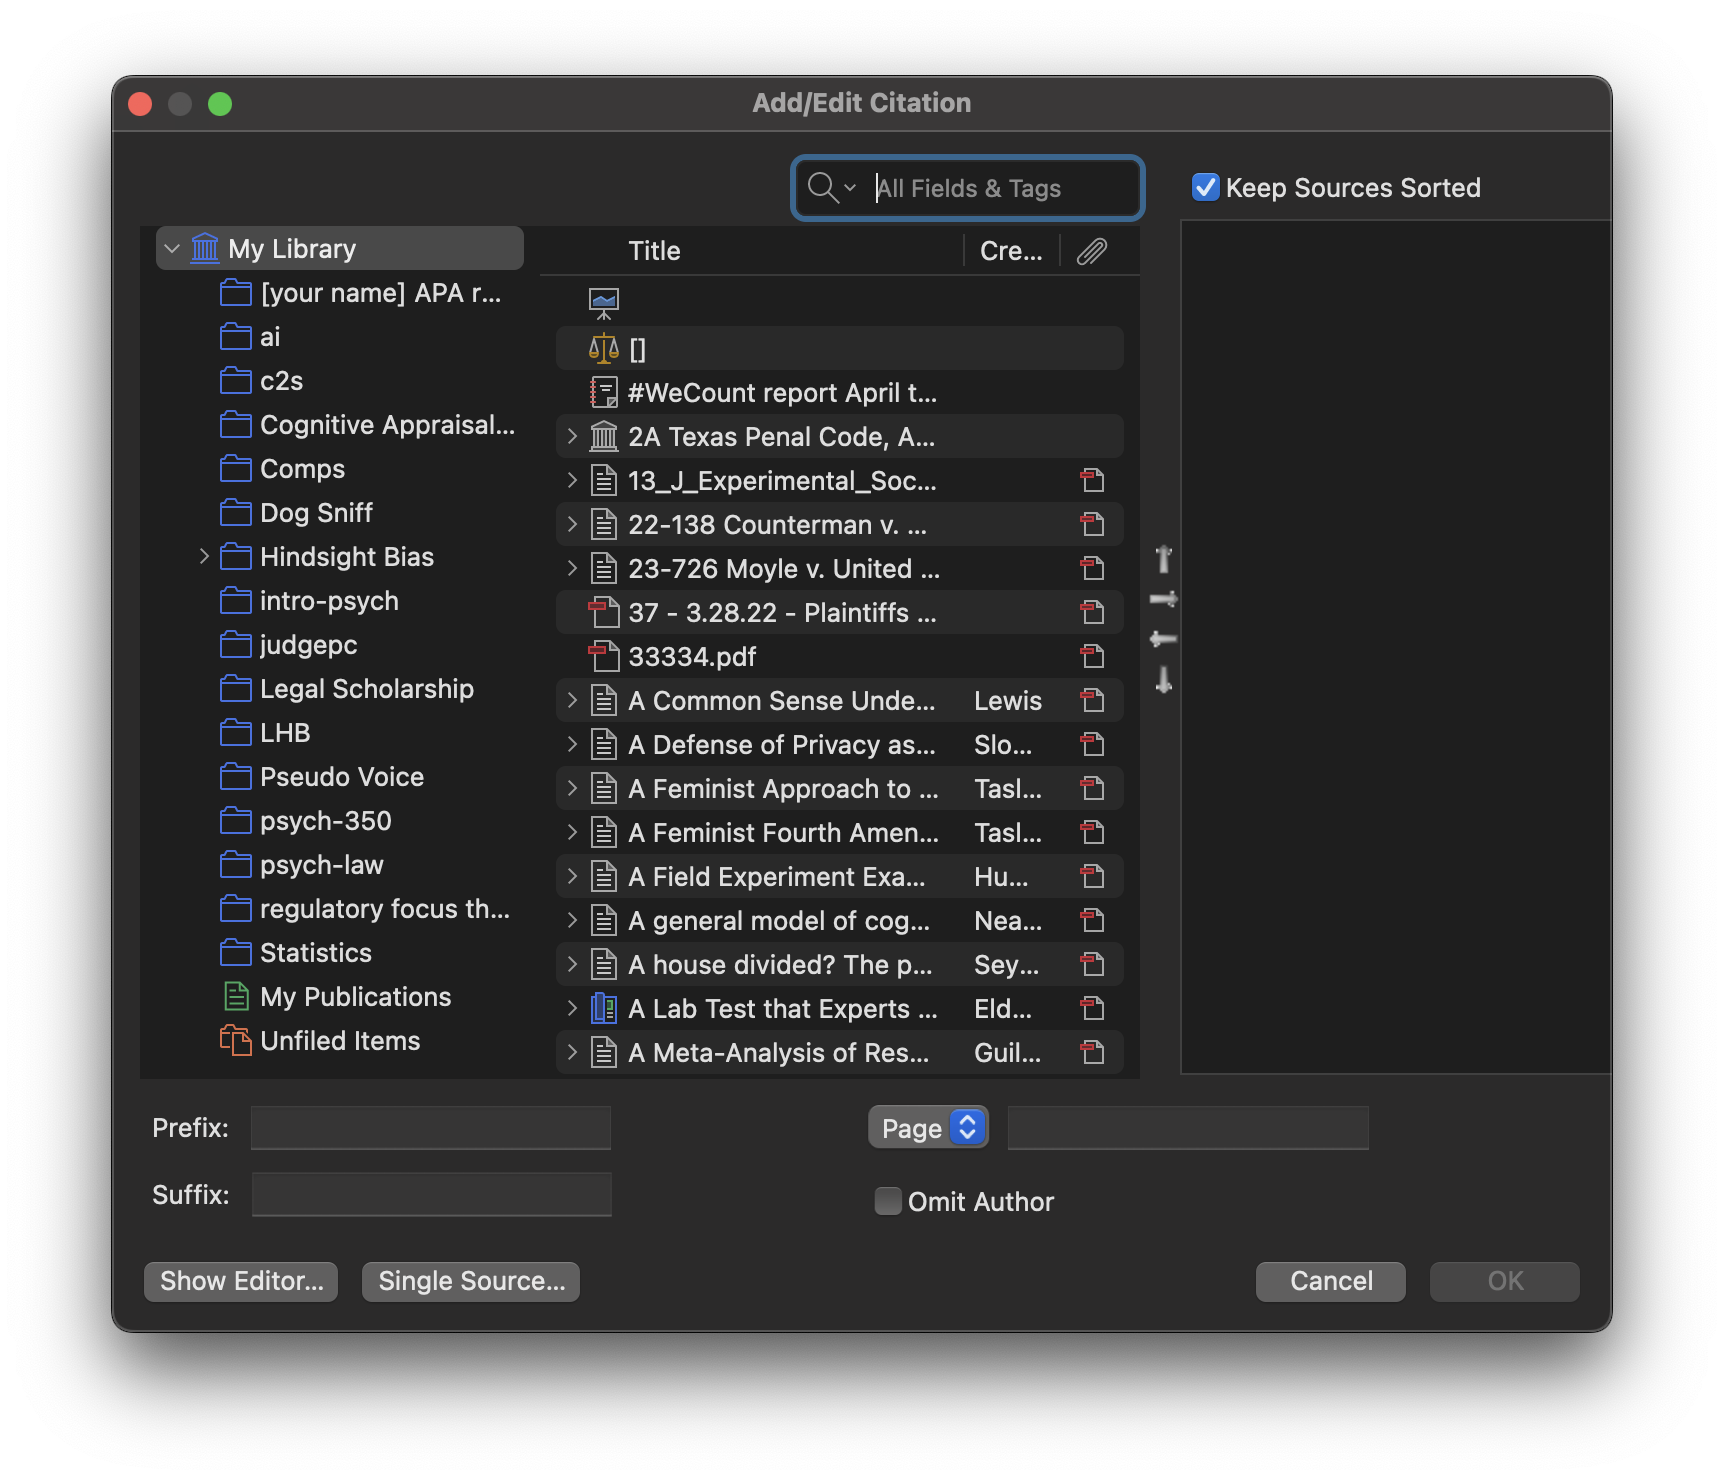 Add/Edit Citation
All Fields & Tags
Keep Sources Sorted
My Library
[your name] APA r...
ai
c2s
Cognitive Appraisal...
Comps
Dog Sniff
Hindsight Bias
intro-psych
judgepc
Legal Scholarship
LHB
Pseudo Voice
psych-350
psych-law
regulatory focus th...
Statistics
My Publications
Unfiled Items
Title Cre...
[]
#WeCount report April t...
2A Texas Penal Code, A...
13_J_Experimental_Soc...
22-138 Counterman v. ...
23-726 Moyle v. United ...
37 - 3.28.22 - Plaintiffs ...
33334.pdf
A Common Sense Unde... Lewis
A Defense of Privacy as... Slo...
A Feminist Approach to ... Tasl...
A Feminist Fourth Amen... Tasl...
A Field Experiment Exa... Hu...
A general model of cog... Nea...
A house divided? The p... Sey...
A Lab Test that Experts ... Eld...
A Meta-Analysis of Res... Guil...
Prefix:
Page
Suffix:
Omit Author
Show Editor...
Single Source...
Cancel
OK